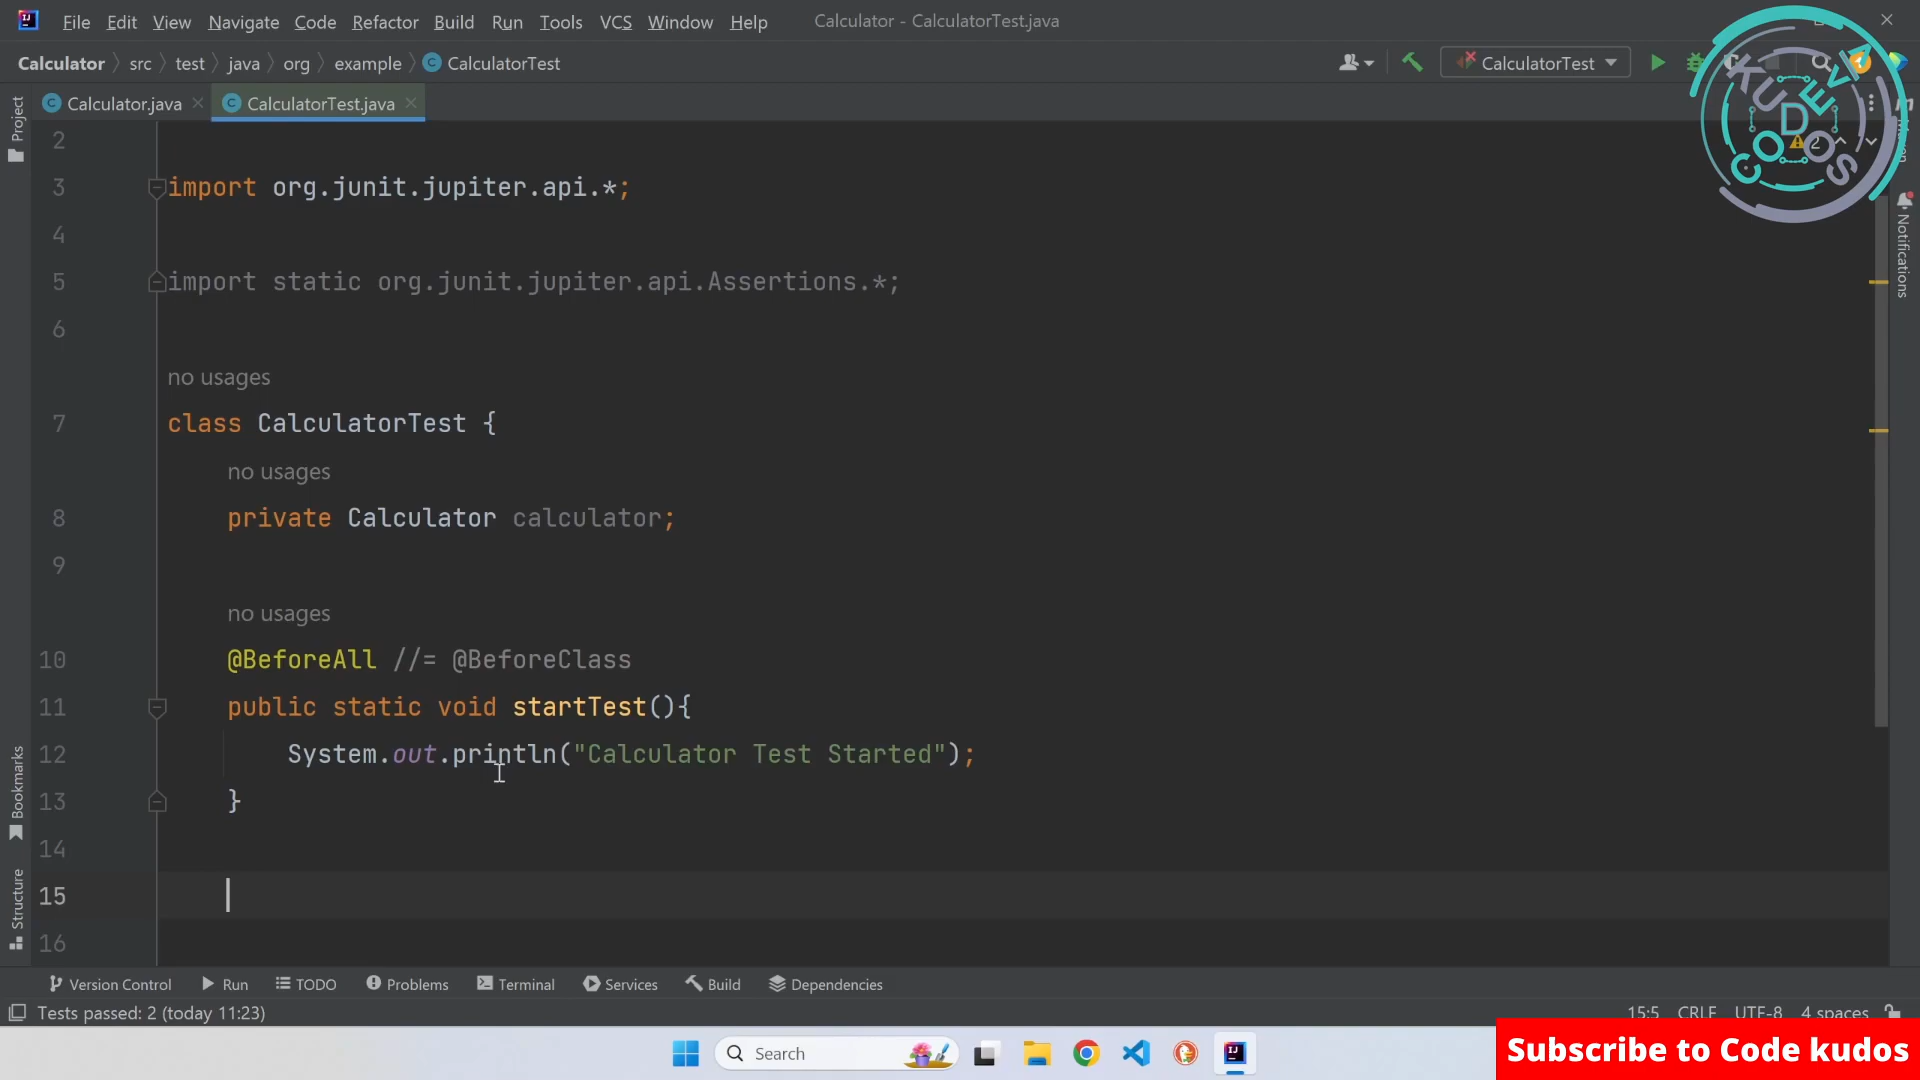 File Edit View Navigate Code Refactor Build Run Tools VCS Window Help Calculator - CalculatorTest.java
Calculator src test java org example CalculatorTest CalculatorTest
Calculator.java CalculatorTest.java
Project
Notifications
KUDEV
CODOS
2
2
3 import org.junit.jupiter.api.*;
4
5 import static org.junit.jupiter.api.Assertions.*;
6
no usages
7 class CalculatorTest {
no usages
8 private Calculator calculator;
9
no usages
10 @BeforeAll //= @BeforeClass
11 public static void startTest(){
12 System.out.println("Calculator Test Started");
13 }
14
15
16
Bookmarks
Structure
Version Control Run TODO Problems Terminal Services Build Dependencies
Tests passed: 2 (today 11:23) 15:5 CRLF UTF-8 4 spaces
Search
Subscribe to Code kudos